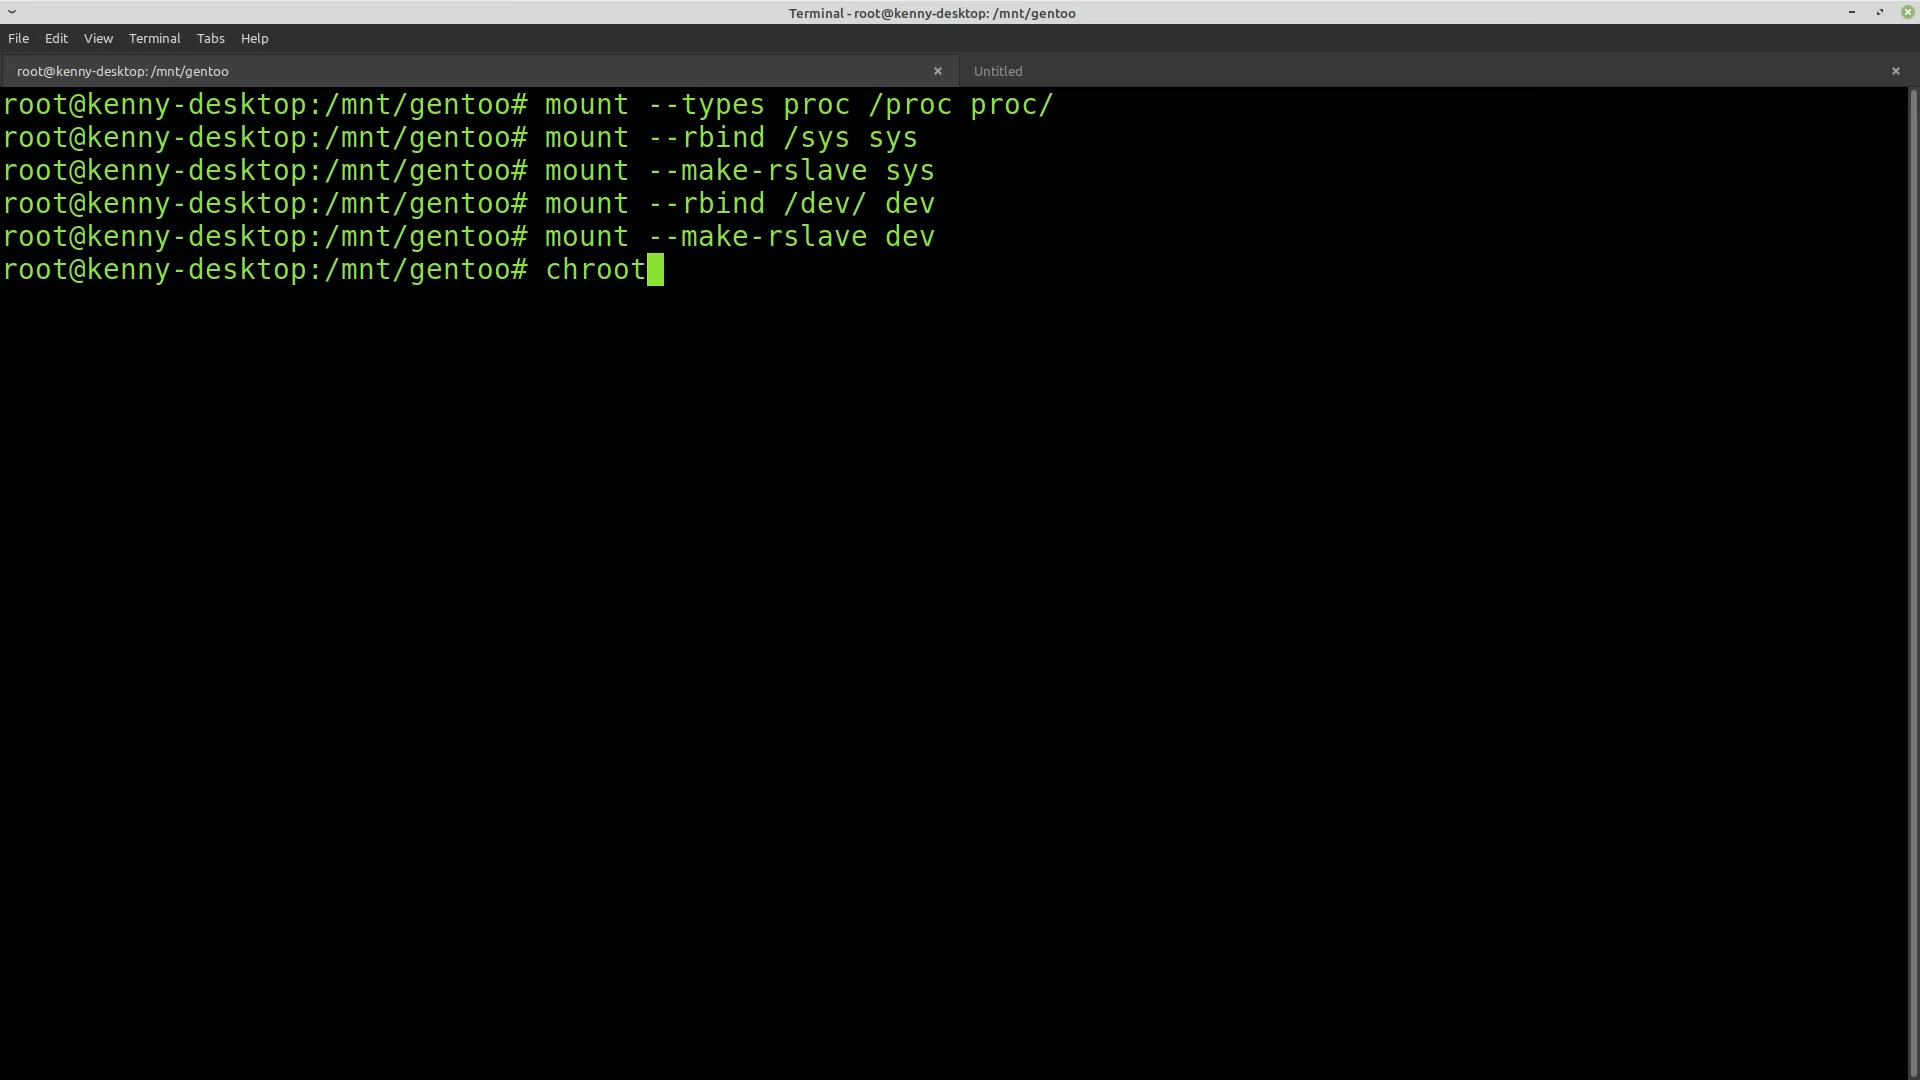 Terminal - root@kenny-desktop: /mnt/gentoo
File Edit View Terminal Tabs Help
root@kenny-desktop: /mnt/gentoo
Untitled
root@kenny-desktop:/mnt/gentoo# mount --types proc /proc proc/
root@kenny-desktop:/mnt/gentoo# mount --rbind /sys sys
root@kenny-desktop:/mnt/gentoo# mount --make-rslave sys
root@kenny-desktop:/mnt/gentoo# mount --rbind /dev/ dev
root@kenny-desktop:/mnt/gentoo# mount --make-rslave dev
root@kenny-desktop:/mnt/gentoo# chroot